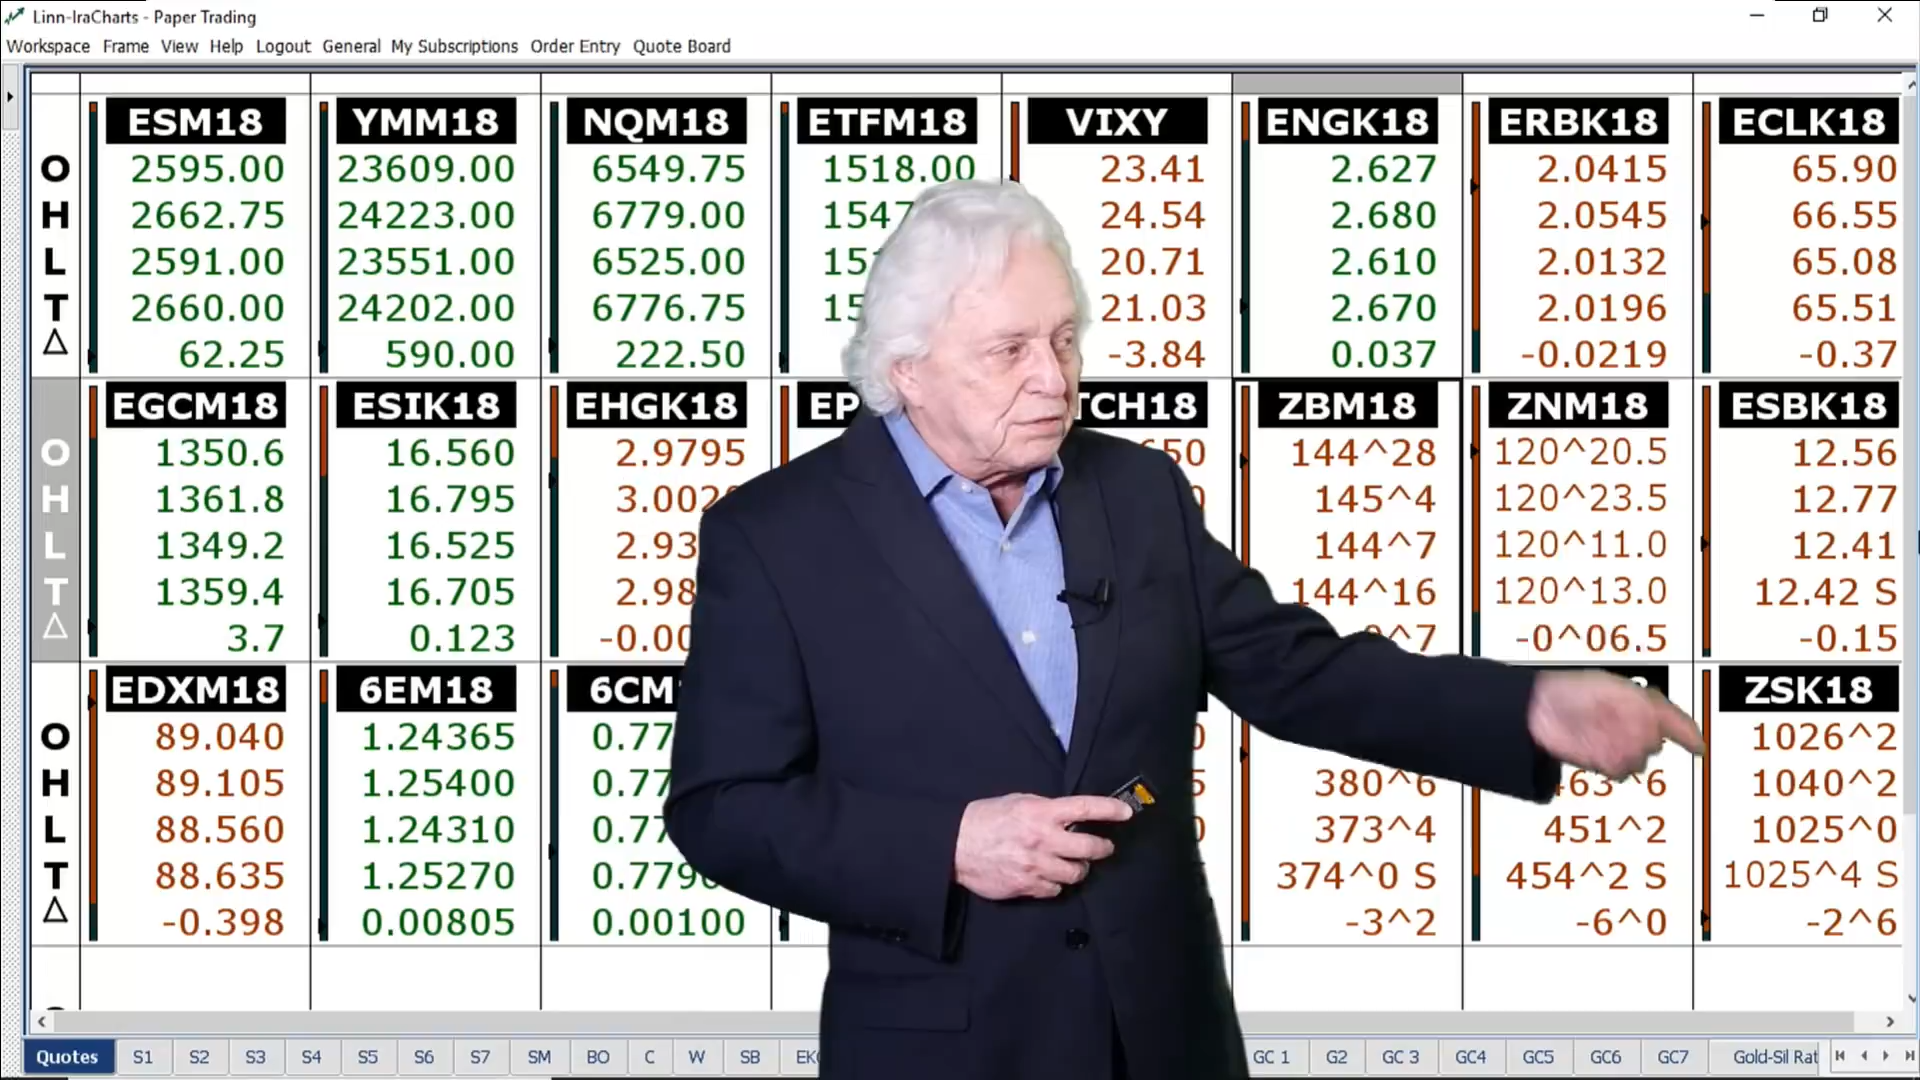 Linn-IraCharts - Paper Trading
Workspace Frame View Help Logout General My Subscriptions Order Entry Quote Board
ESM18 YMM18 NQM18 ETFM18 VIXY ENGK18 ERBK18 ECLK18
O 2595.00 23609.00 6549.75 1518.00 23.41 2.627 2.0415 65.90
H 2662.75 24223.00 6779.00 24.54 2.680 2.0545 66.55
L 2591.00 23551.00 6525.00 20.71 2.610 2.0132 65.08
T 2660.00 24202.00 6776.75 21.03 2.670 2.0196 65.51
△ 62.25 590.00 222.50 -3.84 0.037 -0.0219 -0.37
EGCM18 ESIK18 EHGK18 ZBM18 ZNM18 ESBK18
O 1350.6 16.560 2.9795 144^28 120^20.5 12.56
H 1361.8 16.795 145^4 120^23.5 12.77
L 1349.2 16.525 144^7 120^11.0 12.41
T 1359.4 16.705 144^16 120^13.0 12.42 S
△ 3.7 0.123 -0^06.5 -0.15
EDXM18 6EM18 6CM ZSK18
O 89.040 1.24365 1026^2
H 89.105 1.25400 380^6 463^6 1040^2
L 88.560 1.24310 373^4 451^2 1025^0
T 88.635 1.25270 374^0 S 454^2 S 1025^4 S
△ -0.398 0.00805 0.00100 -3^2 -6^0 -2^6
Quotes S1 S2 S3 S4 S5 S6 S7 SM BO C W SB GC 1 G2 GC 3 GC4 GC5 GC6 GC7 Gold-Sil Rat